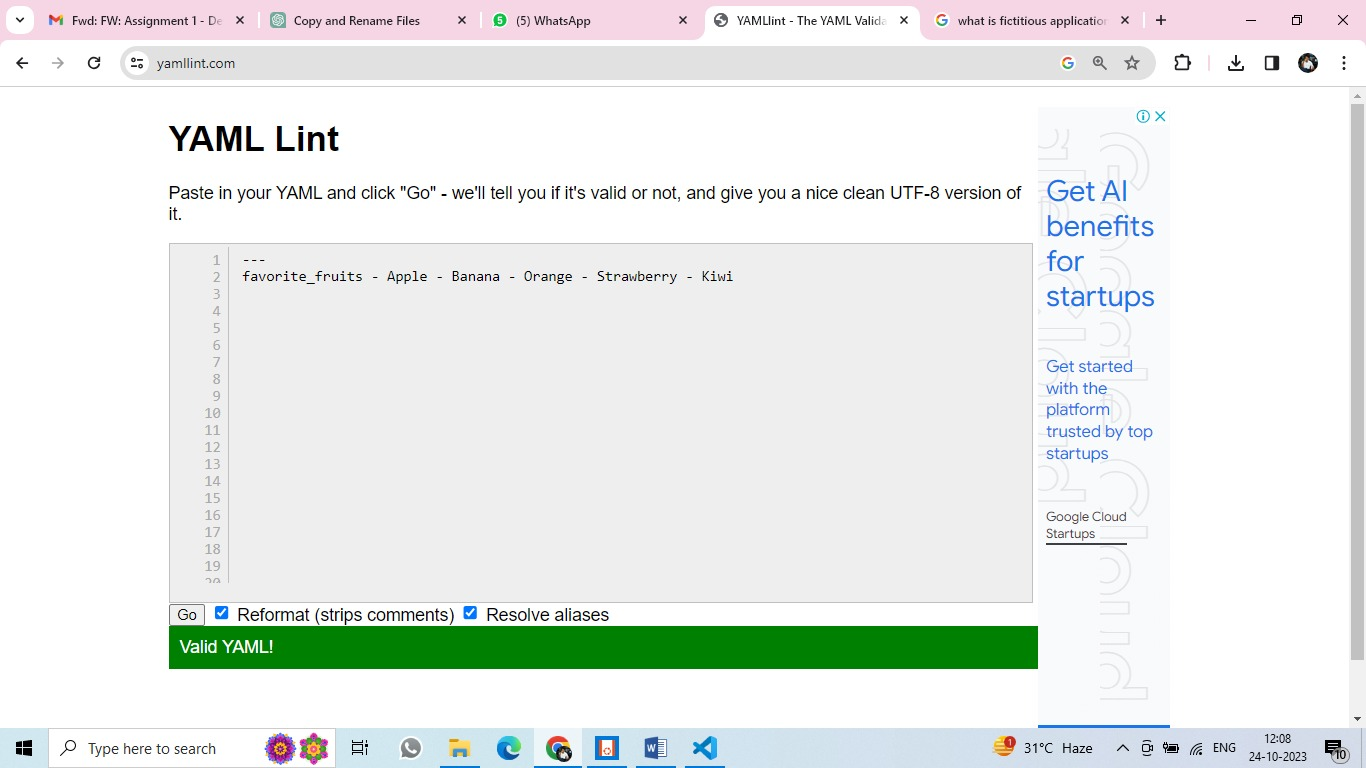 Fwd: FW: Assignment 1 - De
Copy and Rename Files
(5) WhatsApp
YAMLlint - The YAML Valida
what is fictitious application
yamllint.com
YAML Lint
Paste in your YAML and click "Go" - we'll tell you if it's valid or not, and give you a nice clean UTF-8 version of
it.
1 ---
2 favorite_fruits - Apple - Banana - Orange - Strawberry - Kiwi
3
4
5
6
7
8
9
10
11
12
13
14
15
16
17
18
19
20
Go Reformat (strips comments) Resolve aliases
Valid YAML!
Get AI
benefits
for
startups
Get started
with the
platform
trusted by top
startups
Google Cloud
Startups
Type here to search
1
31°C Haze
ENG
12:08
24-10-2023
10